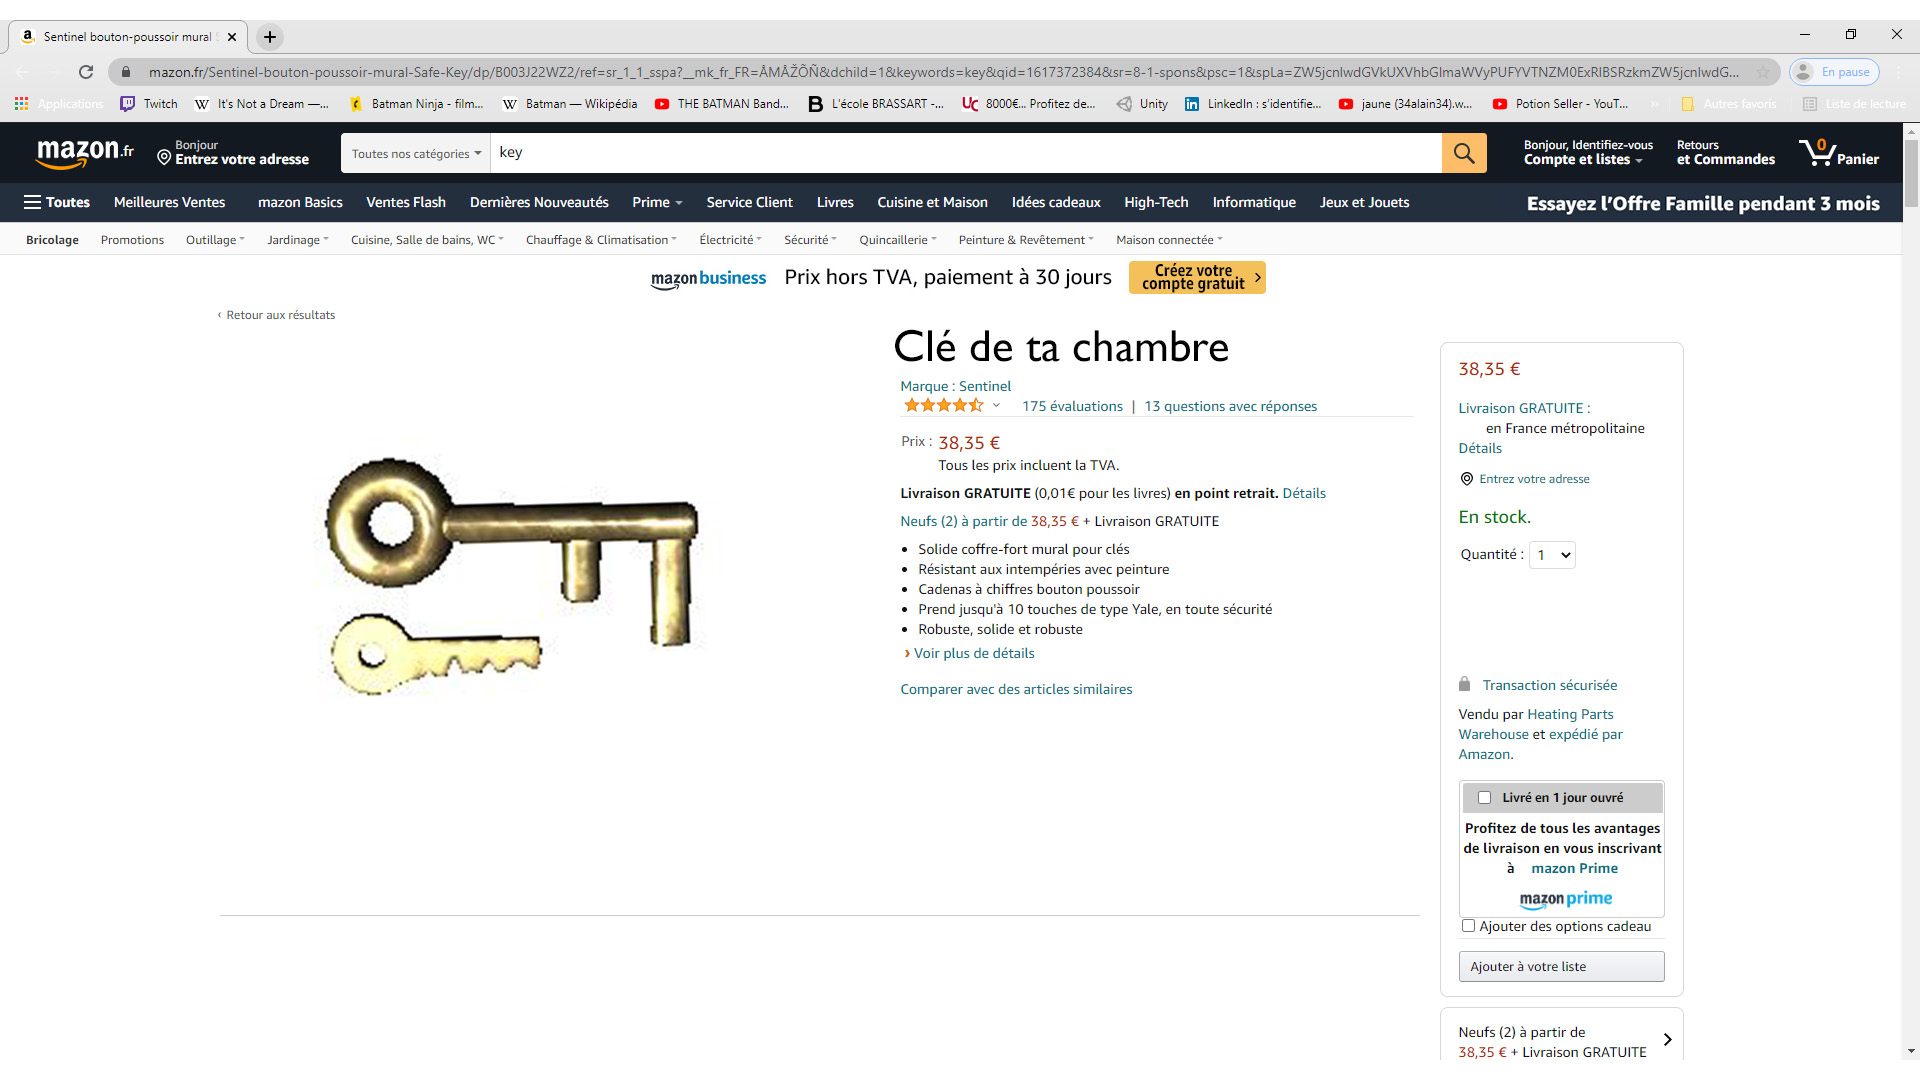 Sentinel bouton-poussoir mural S
mazon.fr/Sentinel-bouton-poussoir-mural-Safe-Key/dp/B003J22WZ2/ref=sr_1_1_sspa?__mk_fr_FR=ÅMÅŽÕÑ&dchild=1&keywords=key&qid=1617372384&sr=8-1-spons&psc=1&spLa=ZW5jcnlwdGVkUXVhbGlmaWVyPUFYVTNZM0ExRlBSRzkmZW5jcnlwdG...
En pause
Applications
Twitch
It's Not a Dream —...
Batman Ninja - film...
Batman — Wikipédia
THE BATMAN Band...
L'école BRASSART -...
8000€... Profitez de...
Unity
LinkedIn : s'identifie...
jaune (34alain34).w...
Potion Seller - YouT...
Autres favoris
Liste de lecture
mazon.fr
Bonjour
Entrez votre adresse
Toutes nos catégories
key
Bonjour, Identifiez-vous
Compte et listes
Retours
et Commandes
0
Panier
Toutes
Meilleures Ventes
mazon Basics
Ventes Flash
Dernières Nouveautés
Prime
Service Client
Livres
Cuisine et Maison
Idées cadeaux
High-Tech
Informatique
Jeux et Jouets
Essayez l'Offre Famille pendant 3 mois
Bricolage
Promotions
Outillage
Jardinage
Cuisine, Salle de bains, WC
Chauffage & Climatisation
Électricité
Sécurité
Quincaillerie
Peinture & Revêtement
Maison connectée
mazon business
Prix hors TVA, paiement à 30 jours
Créez votre
compte gratuit
‹ Retour aux résultats
Clé de ta chambre
Marque : Sentinel
175 évaluations | 13 questions avec réponses
Prix : 38,35 €
Tous les prix incluent la TVA.
Livraison GRATUITE (0,01€ pour les livres) en point retrait. Détails
Neufs (2) à partir de 38,35 € + Livraison GRATUITE
• Solide coffre-fort mural pour clés
• Résistant aux intempéries avec peinture
• Cadenas à chiffres bouton poussoir
• Prend jusqu'à 10 touches de type Yale, en toute sécurité
• Robuste, solide et robuste
› Voir plus de détails
Comparer avec des articles similaires
38,35 €
Livraison GRATUITE :
en France métropolitaine
Détails
Entrez votre adresse
En stock.
Quantité : 1
Transaction sécurisée
Vendu par Heating Parts
Warehouse et expédié par
Amazon.
Livré en 1 jour ouvré
Profitez de tous les avantages
de livraison en vous inscrivant
à mazon Prime
mazon prime
Ajouter des options cadeau
Ajouter à votre liste
Neufs (2) à partir de
38,35 € + Livraison GRATUITE